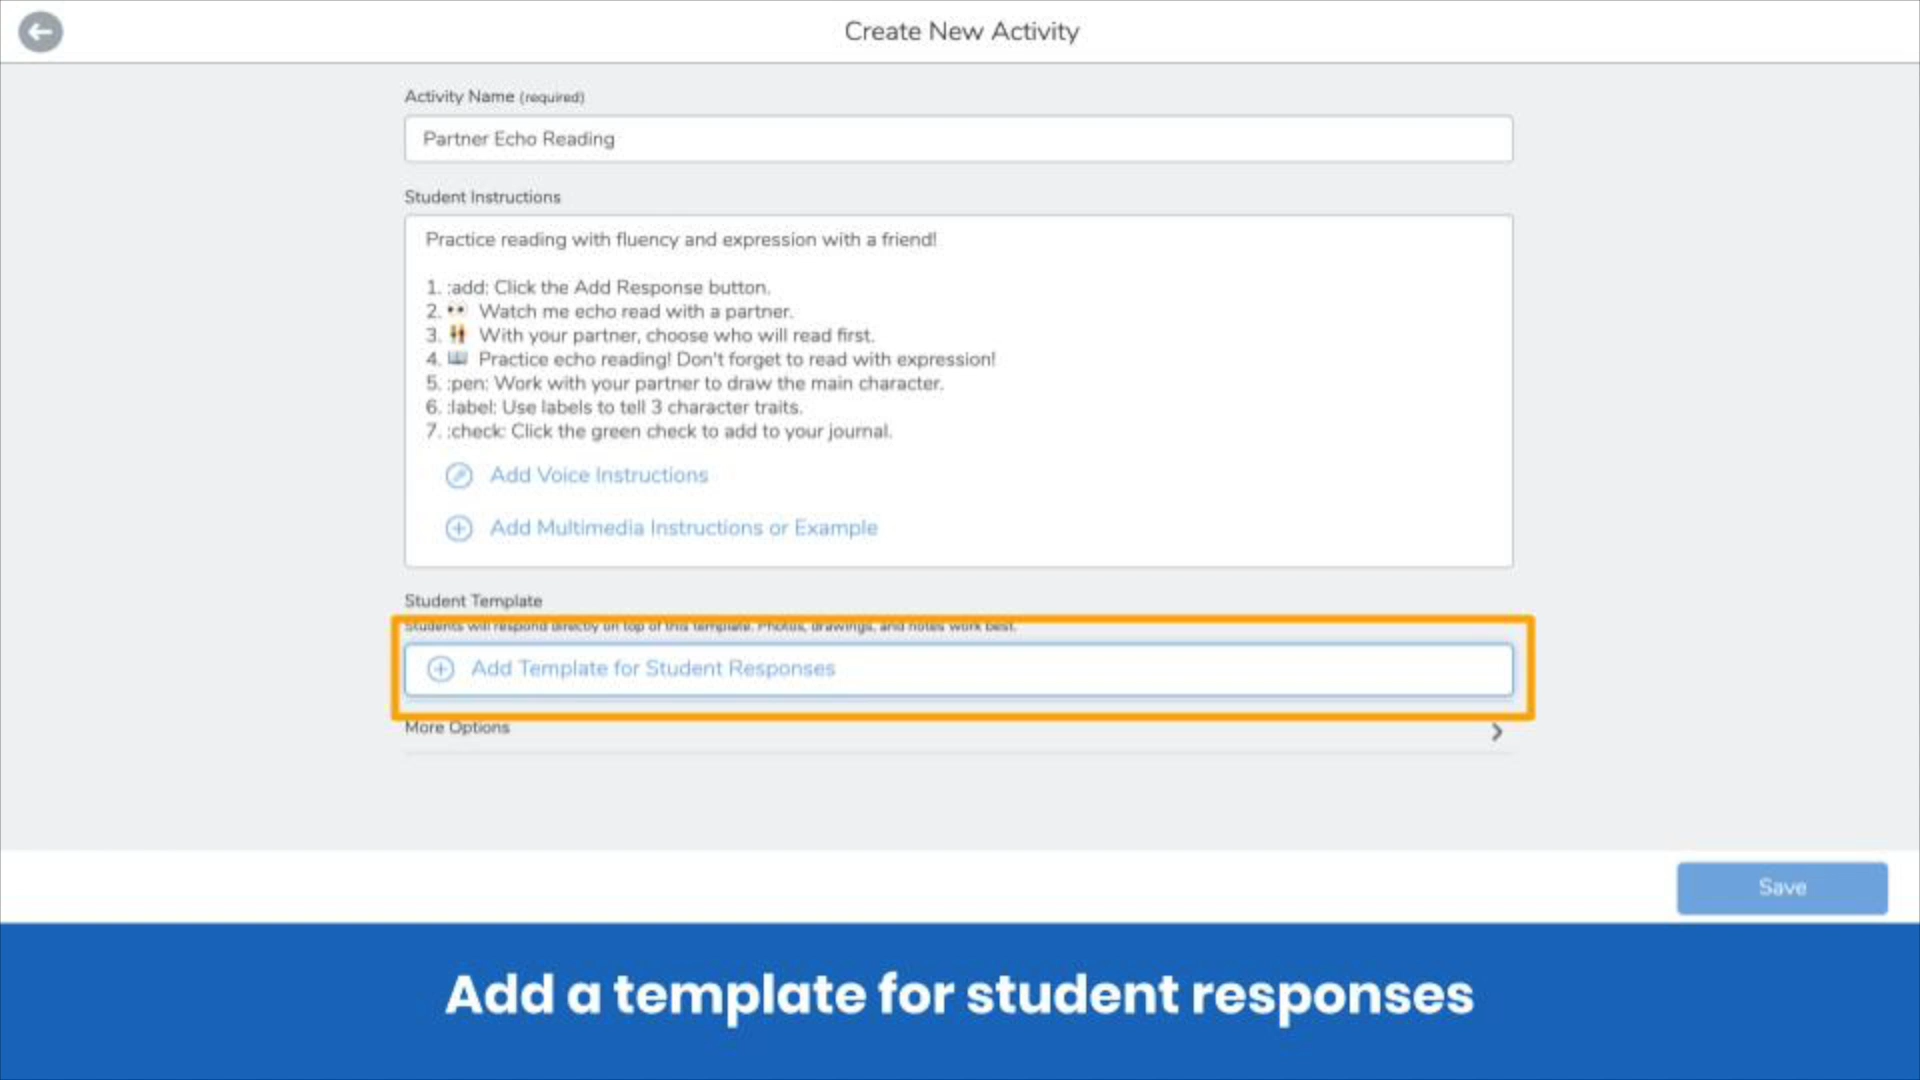 Create New Activity
Activity Name (required)
Partner Echo Reading
Student Instructions
Practice reading with fluency and expression with a friend!
1. :add: Click the Add Response button.
2. 👀 Watch me echo read with a partner.
3. 👫 With your partner, choose who will read first.
4. 📖 Practice echo reading! Don't forget to read with expression!
5. :pen: Work with your partner to draw the main character.
6. :label: Use labels to tell 3 character traits.
7. :check: Click the green check to add to your journal.
Add Voice Instructions
Add Multimedia Instructions or Example
Student Template
Students will respond directly on top of this template. Photos, drawings, and notes work best.
Add Template for Student Responses
More Options
Save
Add a template for student responses